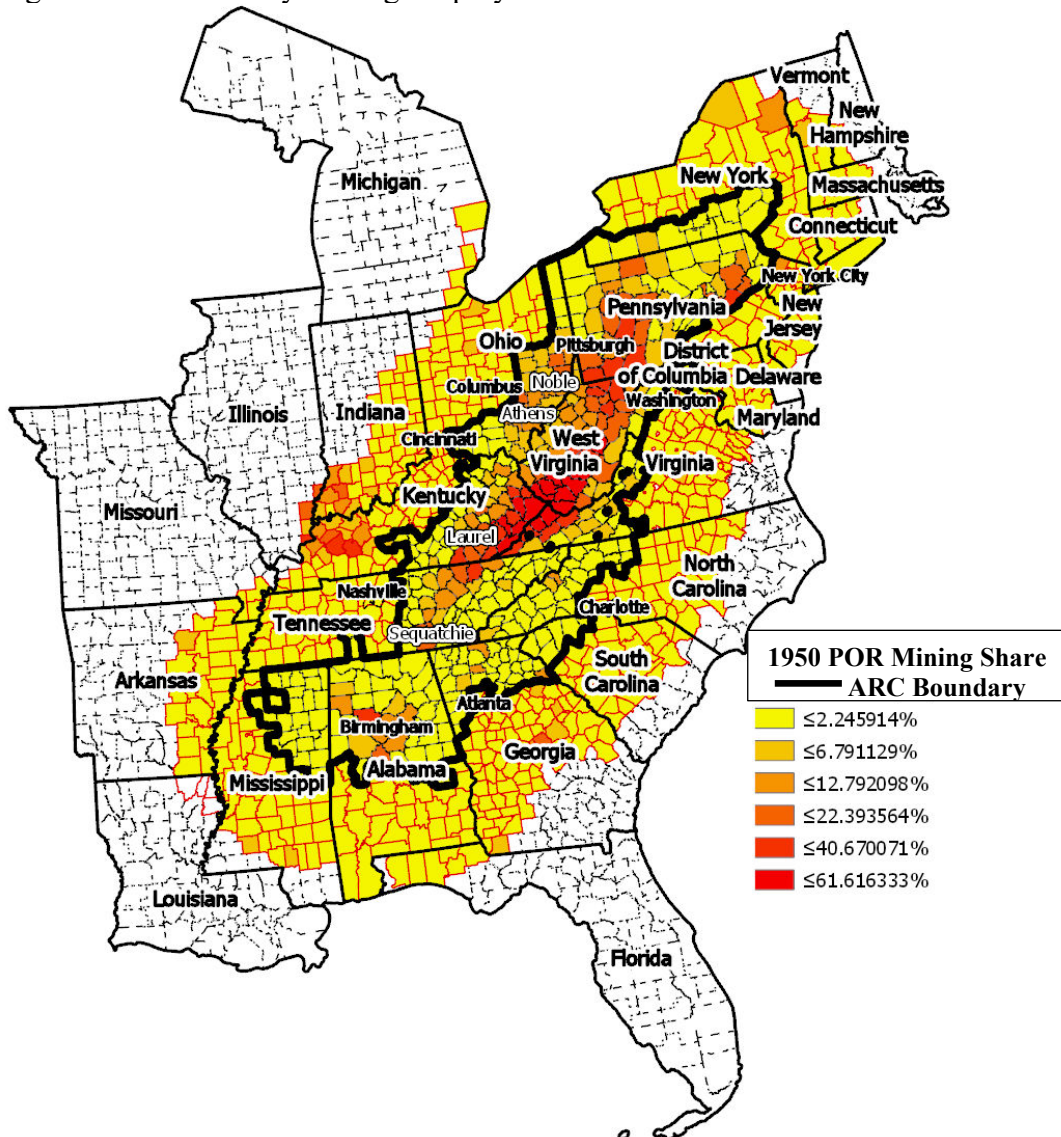 Vermont
New
Hampshire
Michigan
New York
Massachusetts
Connecticut
New York City
Pennsylvania
New
Jersey
Ohio
Pittsburgh
District
of Columbia
Delaware
Columbus
Noble
Washington
Illinois
Indiana
Athens
Maryland
Cincinnati
West
Virginia
Virginia
Kentucky
Missouri
Laurel
North
Carolina
Nashville
Charlotte
Tennessee
Sequatchie
South
Carolina
Arkansas
Atlanta
Birmingham
Georgia
Mississippi
Alabama
Louisiana
Florida
1950 POR Mining Share
ARC Boundary
≤2.245914%
≤6.791129%
≤12.792098%
≤22.393564%
≤40.670071%
≤61.616333%